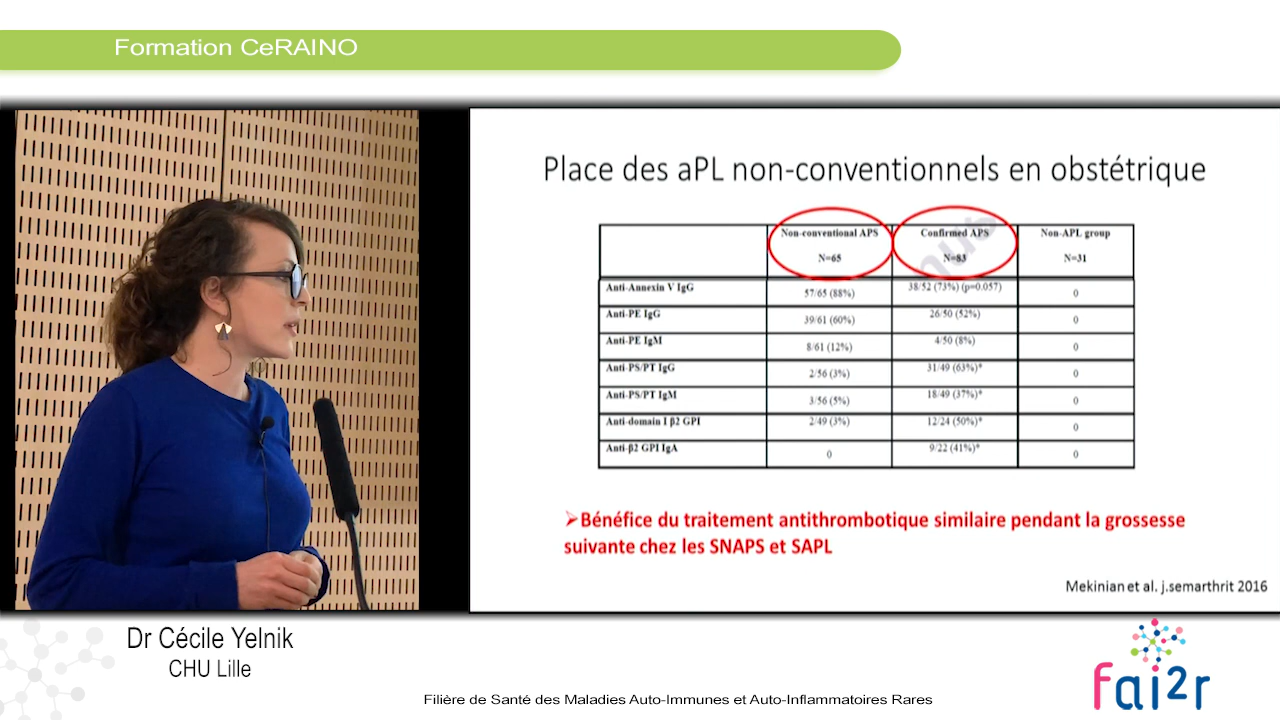 Formation CeRAINO
Place des aPL non-conventionnels en obstétrique
Non-conventional APS Confirmed APS Non-APL group
N=65 N=83 N=31
Anti-Annexin V IgG 57/65 (88%) 38/52 (73%) (p=0.057) 0
Anti-PE IgG 39/61 (60%) 26/50 (52%) 0
Anti-PE IgM 8/61 (12%) 4/50 (8%) 0
Anti-PS/PT IgG 2/56 (3%) 31/49 (63%)* 0
Anti-PS/PT IgM 3/56 (5%) 18/49 (37%)* 0
Anti-domain I β2 GPI 2/49 (3%) 12/24 (50%)* 0
Anti-β2 GPI IgA 0 9/22 (41%)* 0
➢Bénéfice du traitement antithrombotique similaire pendant la grossesse
suivante chez les SNAPS et SAPL
Mekinian et al. j.semarthrit 2016
Dr Cécile Yelnik
CHU Lille
Filière de Santé des Maladies Auto-Immunes et Auto-Inflammatoires Rares
fai2r